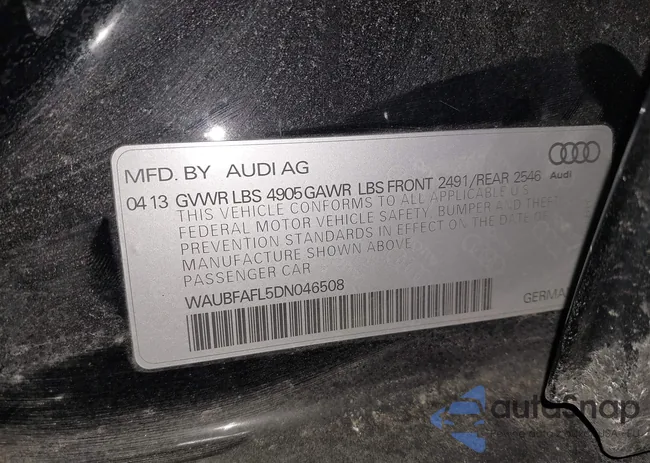 MFD. BY AUDI AG
Audi
04 13 GVWR LBS 4905 GAWR LBS FRONT 2491/REAR 2546
THIS VEHICLE CONFORMS TO ALL APPLICABLE U.S.
FEDERAL MOTOR VEHICLE SAFETY, BUMPER AND THEFT
PREVENTION STANDARDS IN EFFECT ON THE DATE OF
MANUFACTURE SHOWN ABOVE
PASSENGER CAR
WAUBFAFL5DN046508
GERMA
autoSnap